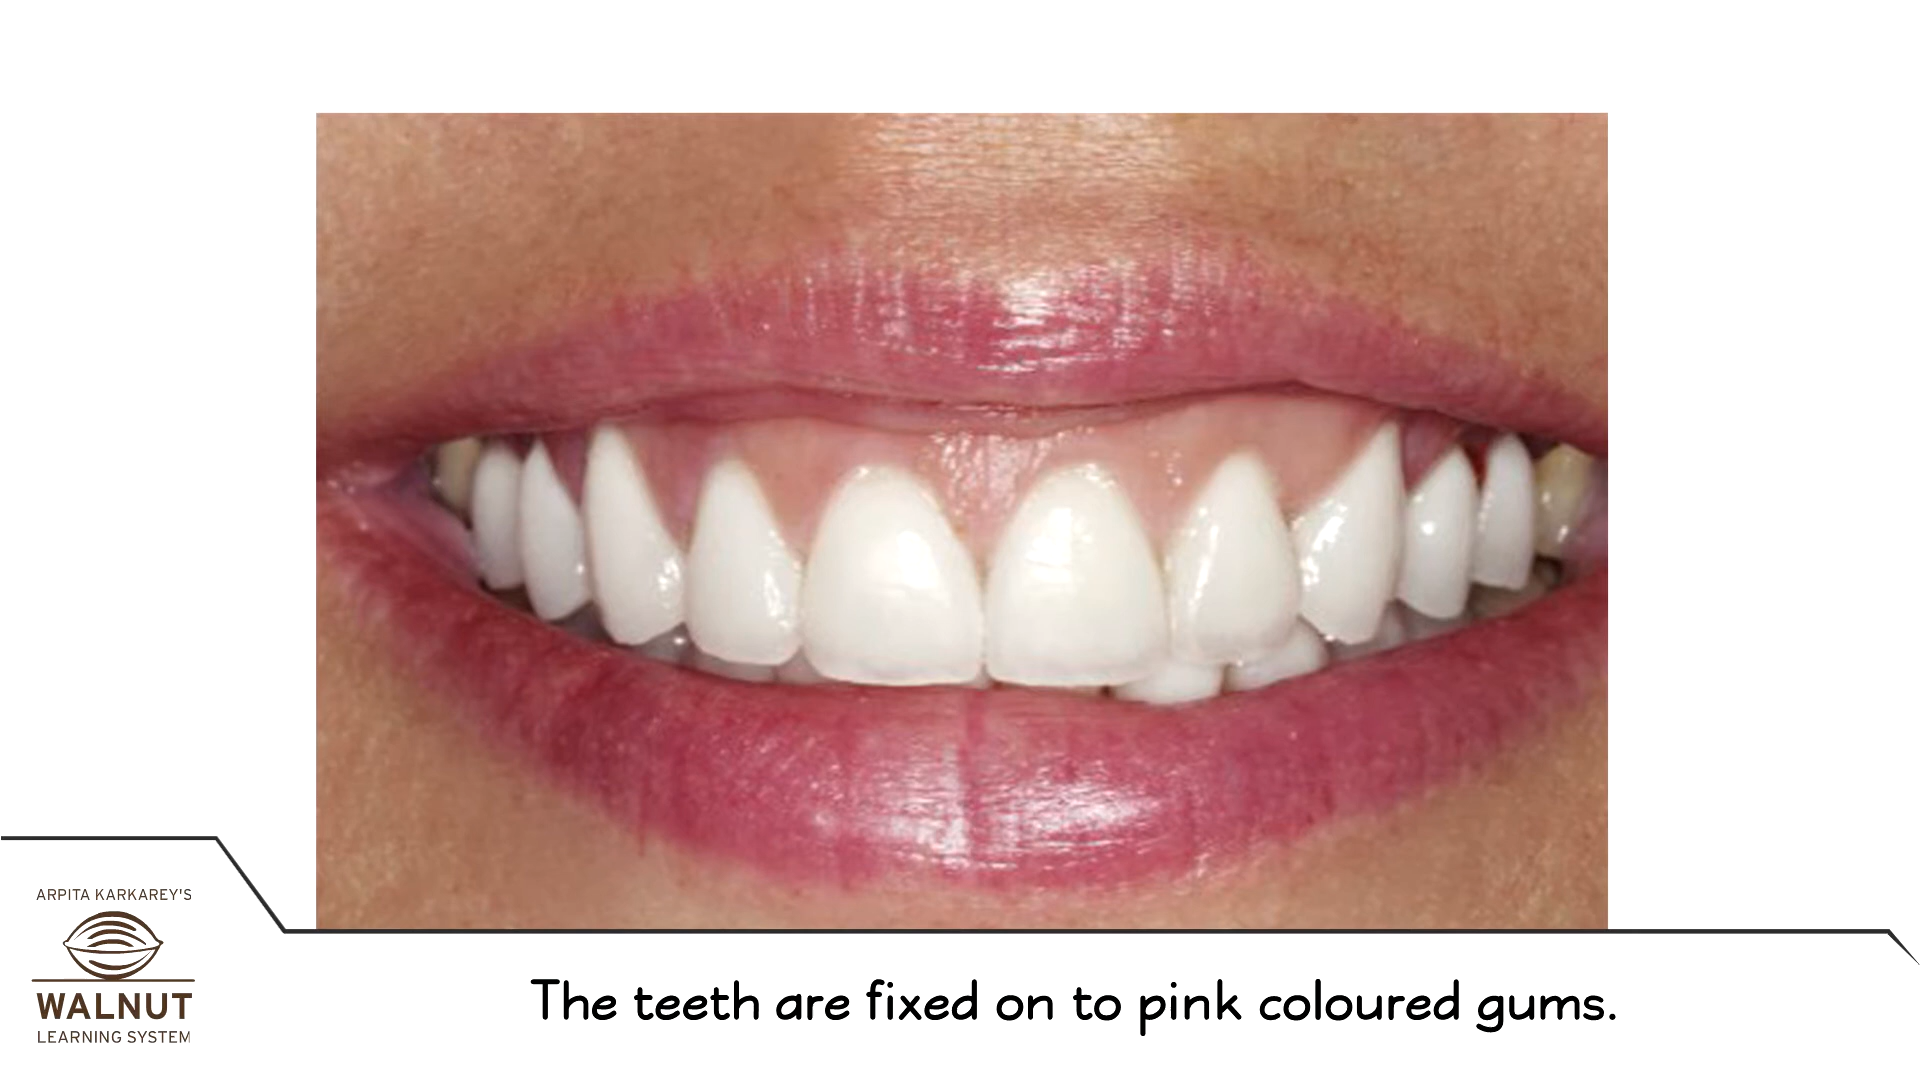 ARPITA KARKAREY'S
WALNUT
LEARNING SYSTEM
The teeth are fixed on to pink coloured gums.